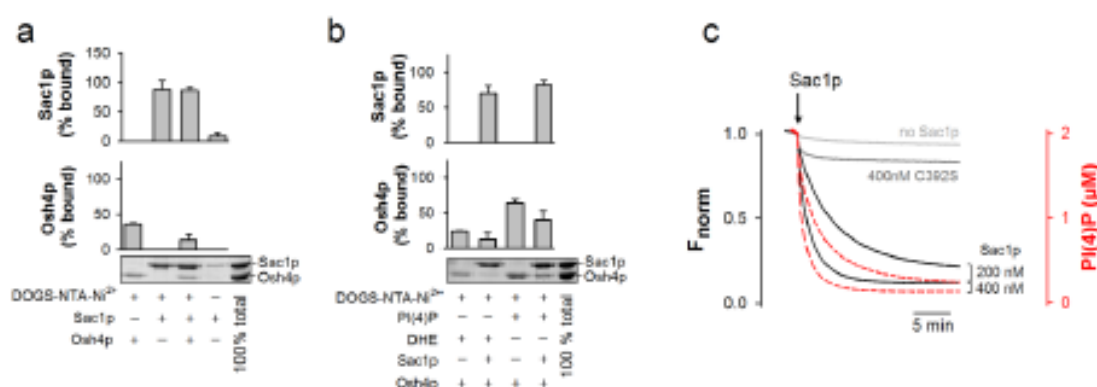 a
Sac1p
(% bound)
150
100
50
0
Osh4p
(% bound)
100
50
0
Sac1p
Osh4p
DOGS-NTA-Ni2+ + + + −
Sac1p − + + +
Osh4p + − + −
100 % total
b
Sac1p
(% bound)
100
50
0
Osh4p
(% bound)
100
50
0
Sac1p
Osh4p
DOGS-NTA-Ni2+ + + + +
PI(4)P − − + +
DHE + + − −
Sac1p − + − +
Osh4p + + + +
100 % total
c
Sac1p
no Sac1p
400nM C392S
Fnorm
1.0
0.5
0.0
Sac1p
200 nM
400 nM
5 min
2
1
0
PI(4)P (µM)